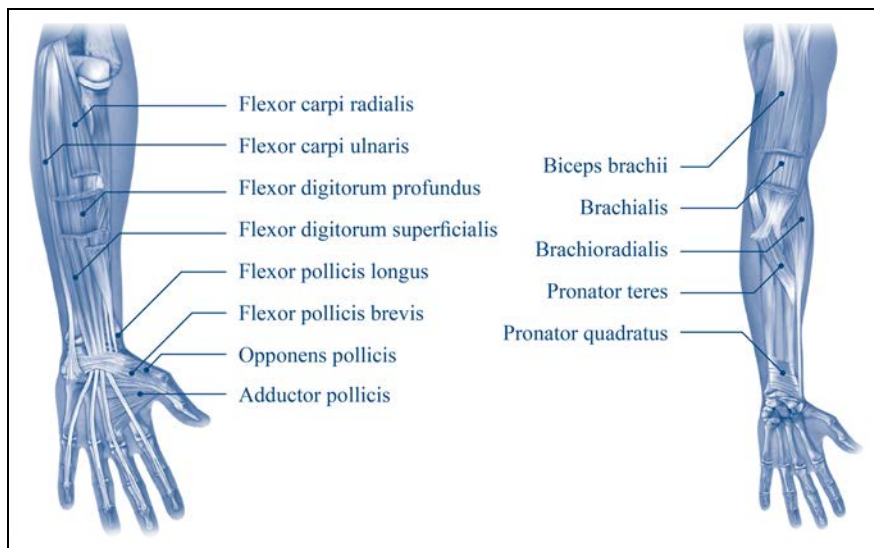 Flexor carpi radialis
Flexor carpi ulnaris
Flexor digitorum profundus
Flexor digitorum superficialis
Flexor pollicis longus
Flexor pollicis brevis
Opponens pollicis
Adductor pollicis
Biceps brachii
Brachialis
Brachioradialis
Pronator teres
Pronator quadratus